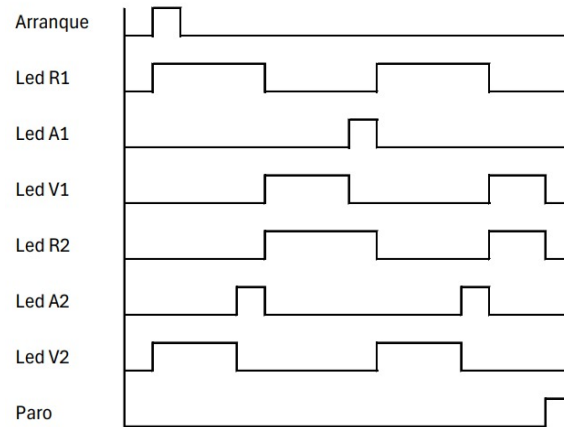 Arranque
Led R1
Led A1
Led V1
Led R2
Led A2
Led V2
Paro